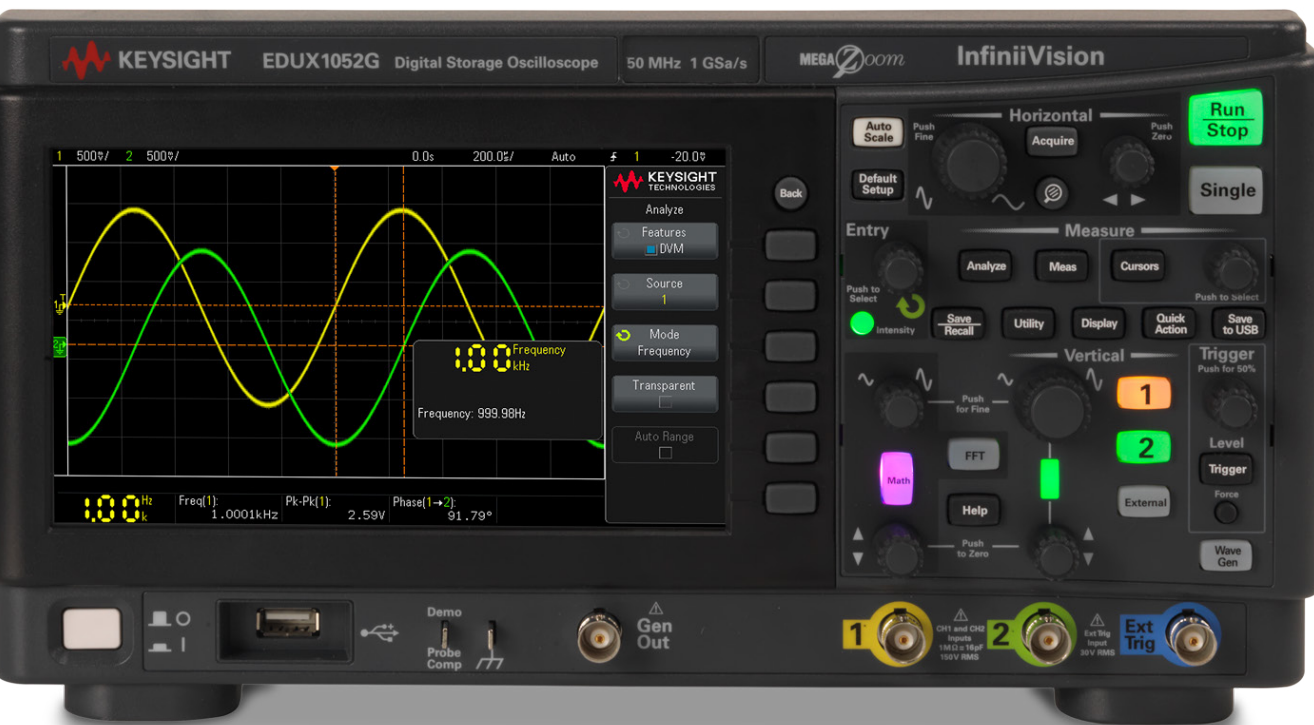 KEYSIGHT EDUX1052G Digital Storage Oscilloscope 50 MHz 1 GSa/s MEGA Zoom InfiniiVision
1 500▽/ 2 500▽/ 0.0s 200.0▽/ Auto 1 -20.0▽
KEYSIGHT
TECHNOLOGIES
Analyze
Features
DVM
Source
1
Mode
Frequency
Transparent
Auto Range
T
1
2
1.00 Frequency
kHz
Frequency: 999.98Hz
1.00 Hz
k
Freq(1):
1.0001kHz
Pk-Pk(1):
2.59V
Phase(1→2):
91.79°
Back
Auto
Scale
Push
Fine
Horizontal
Acquire
Push
Zero
Run
Stop
Default
Setup
Single
Entry
Push to
Select
Intensity
Measure
Analyze
Meas
Cursors
Push to Select
Save
Recall
Utility
Display
Quick
Action
Save
to USB
Vertical
Push
for Fine
1
2
Math
FFT
Help
External
Push
to Zero
Trigger
Push for 50%
Level
Trigger
Force
Wave
Gen
Demo
Probe
Comp
Gen
Out
1
CH1 and CH2
Inputs
1MΩ≅16pF
150V RMS
2
Ext Trig
Input
30V RMS
Ext
Trig